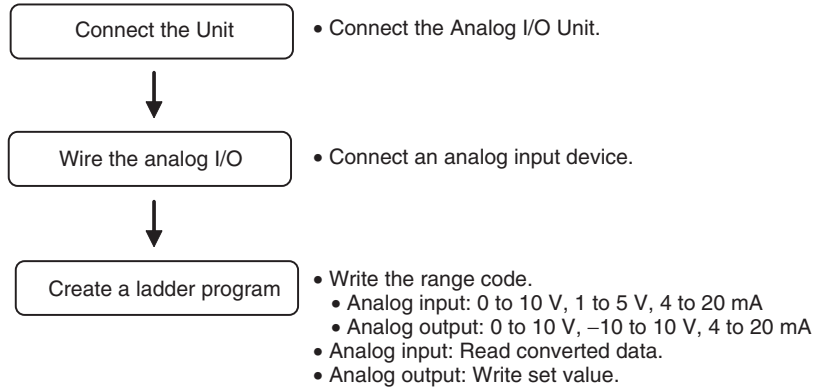 Connect the Unit
• Connect the Analog I/O Unit.
Wire the analog I/O
• Connect an analog input device.
Create a ladder program
• Write the range code.
• Analog input: 0 to 10 V, 1 to 5 V, 4 to 20 mA
• Analog output: 0 to 10 V, −10 to 10 V, 4 to 20 mA
• Analog input: Read converted data.
• Analog output: Write set value.